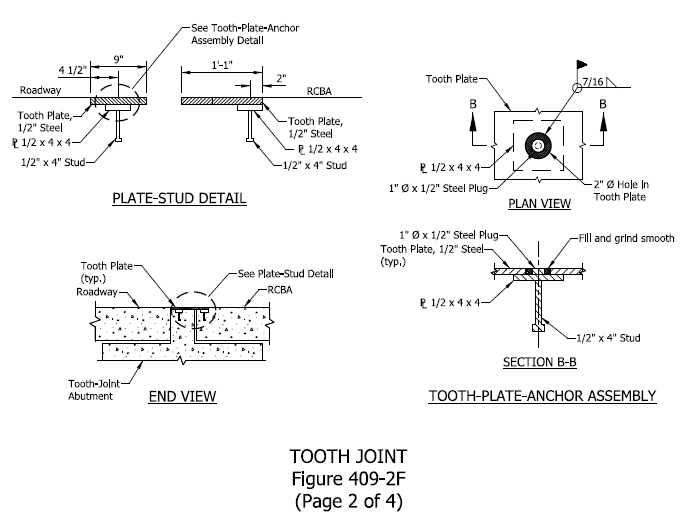 See Tooth-Plate-Anchor
Assembly Detail
9"
4 1/2"
1'-1"
2"
Roadway
RCBA
Tooth Plate,
1/2" Steel
℄ 1/2 x 4 x 4
1/2" x 4" Stud
Tooth Plate,
1/2" Steel
℄ 1/2 x 4 x 4
1/2" x 4" Stud
PLATE-STUD DETAIL
7/16
Tooth Plate
B
B
℄ 1/2 x 4 x 4
1" Ø x 1/2" Steel Plug
2" Ø Hole in
Tooth Plate
PLAN VIEW
Tooth Plate
(typ.)
Roadway
See Plate-Stud Detail
RCBA
Tooth-Joint
Abutment
END VIEW
1" Ø x 1/2" Steel Plug
Tooth Plate, 1/2" Steel
(typ.)
Fill and grind smooth
℄ 1/2 x 4 x 4
1/2" x 4" Stud
SECTION B-B
TOOTH-PLATE-ANCHOR ASSEMBLY
TOOTH JOINT
Figure 409-2F
(Page 2 of 4)